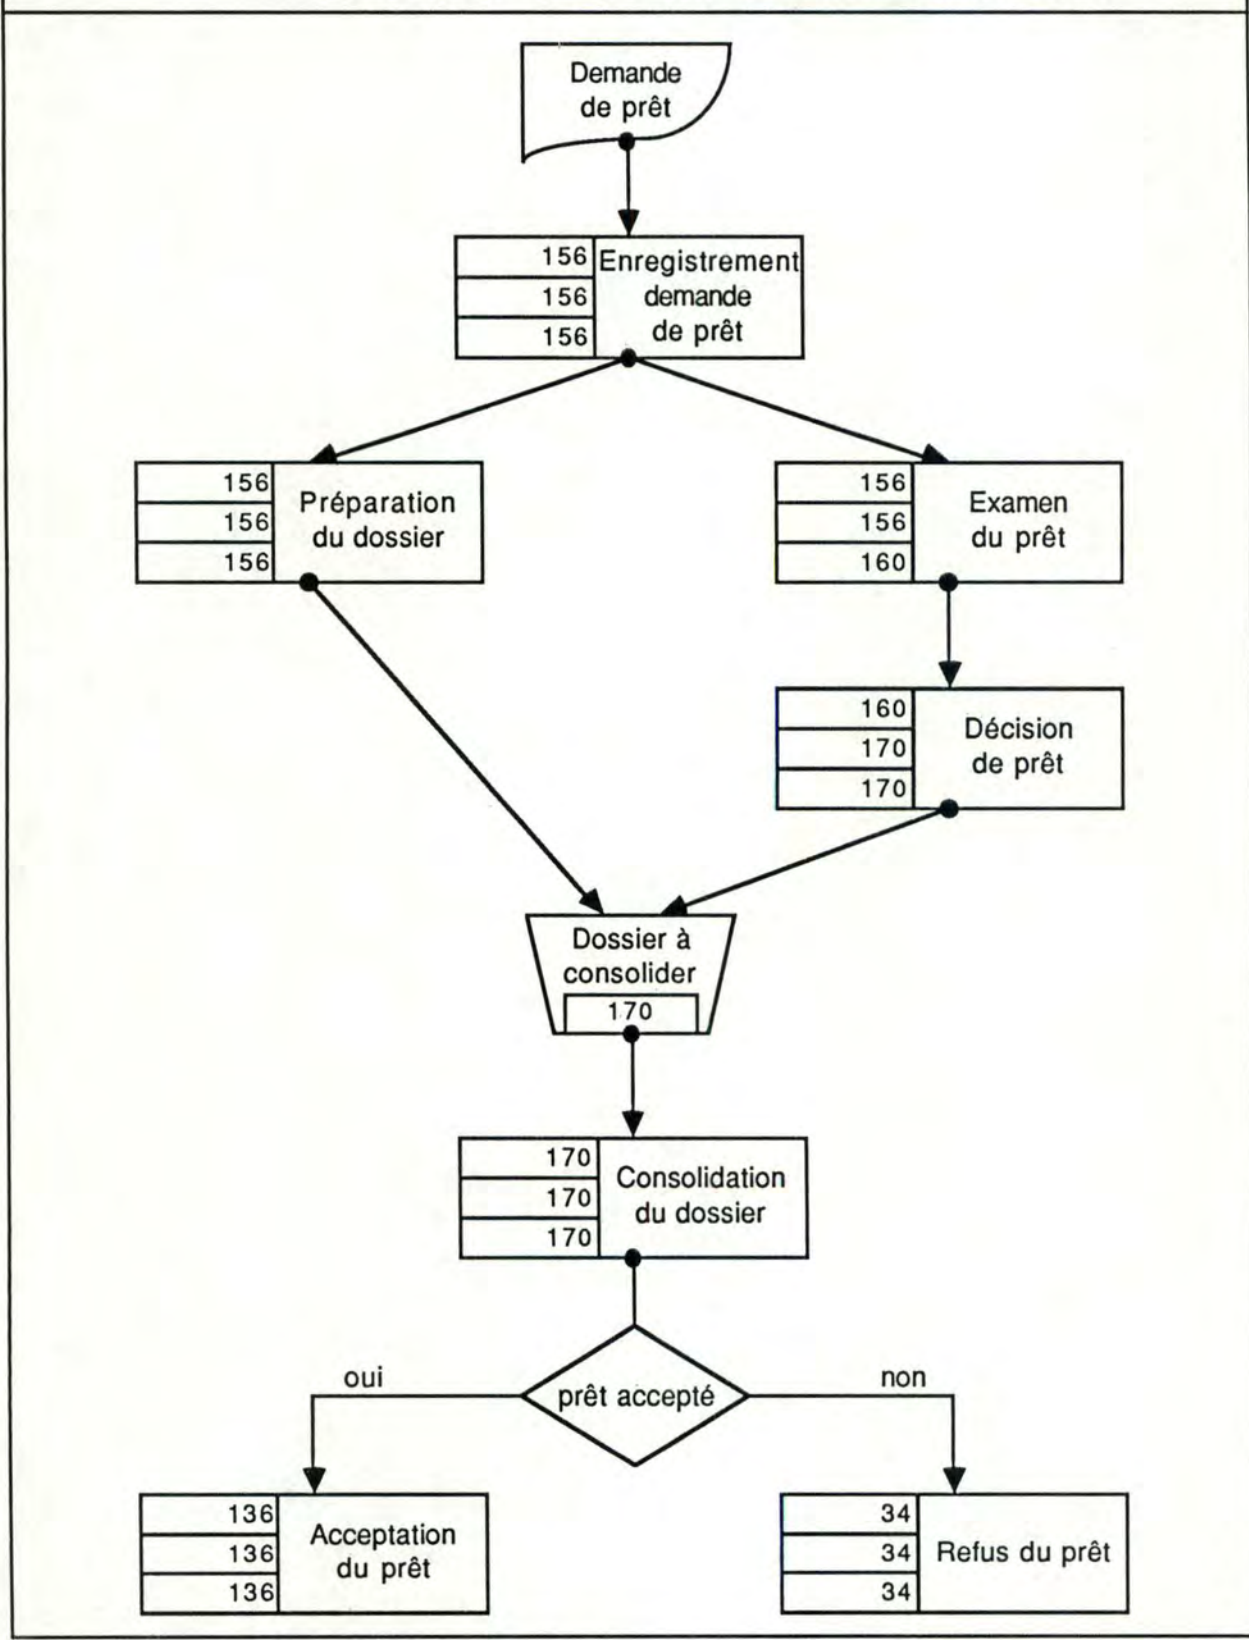 Demande
de prêt
156
156
156
Enregistrement
demande
de prêt
156
156
156
Préparation
du dossier
156
156
160
Examen
du prêt
160
170
170
Décision
de prêt
Dossier à
consolider
170
170
170
170
Consolidation
du dossier
oui
prêt accepté
non
136
136
136
Acceptation
du prêt
34
34
34
Refus du prêt